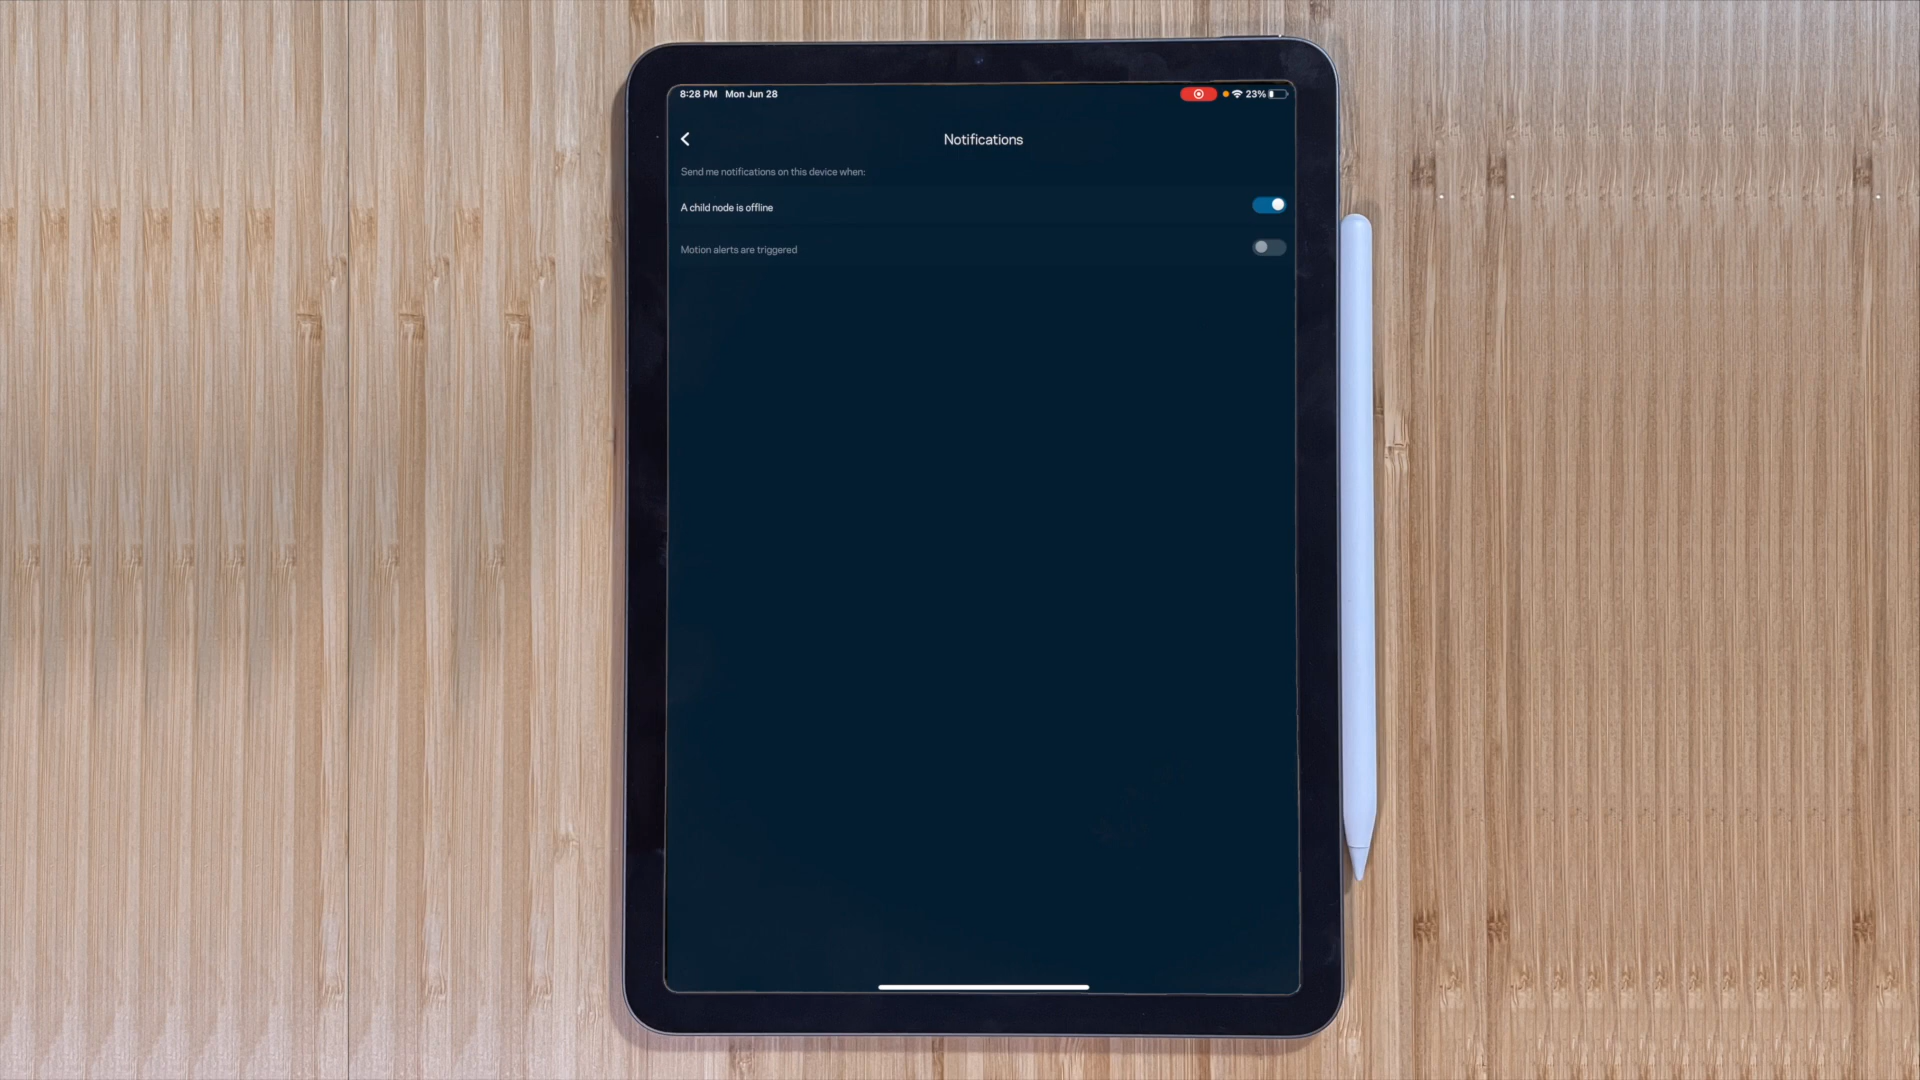 8:28 PM Mon Jun 28
23%
Notifications
Send me notifications on this device when:
A child node is offline
Motion alerts are triggered